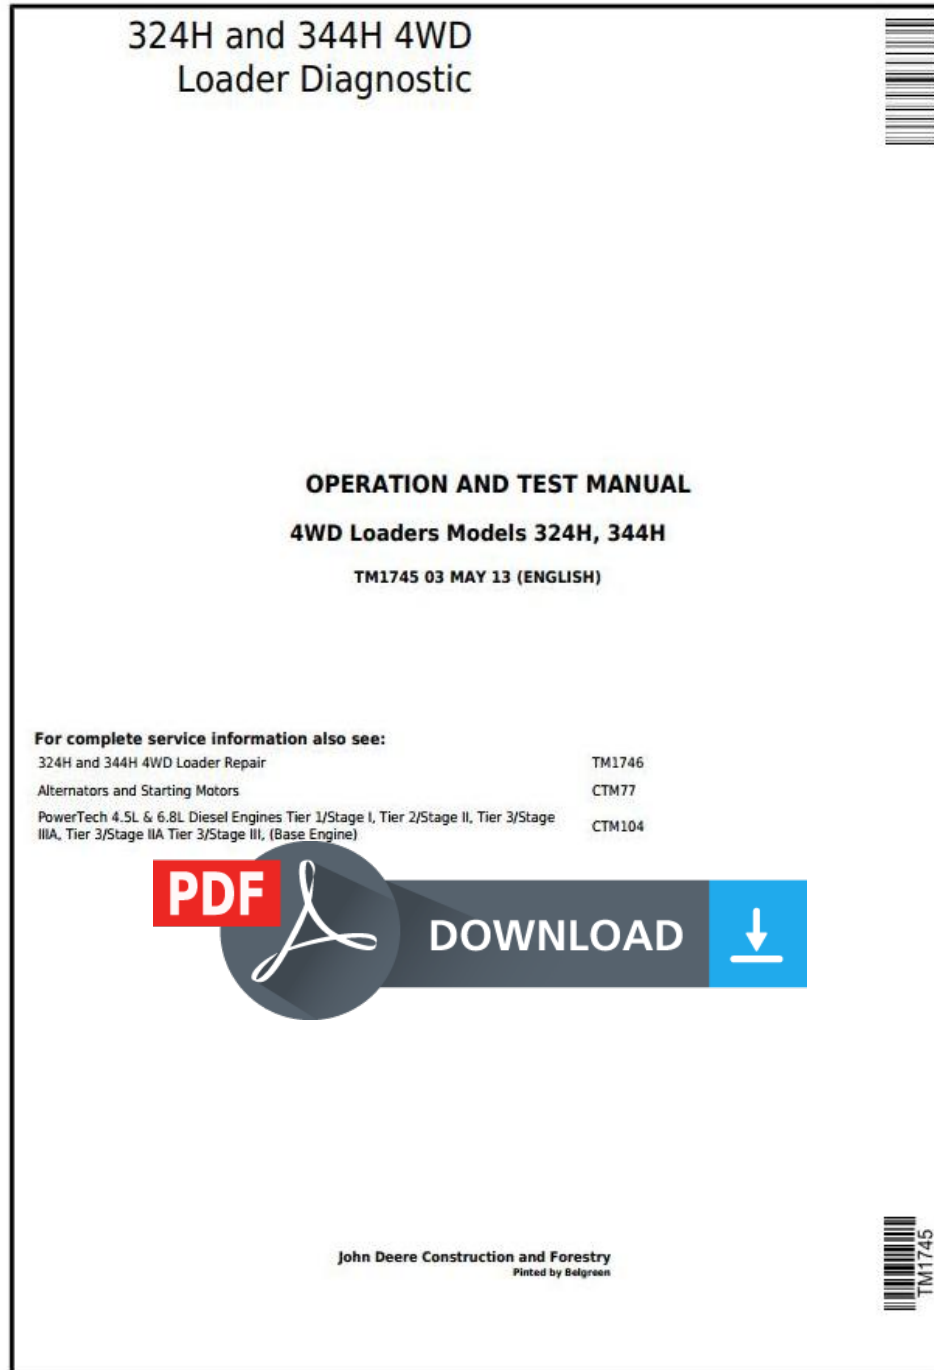 324H and 344H 4WD
Loader Diagnostic
OPERATION AND TEST MANUAL
4WD Loaders Models 324H, 344H
TM1745 03 MAY 13 (ENGLISH)
For complete service information also see:
324H and 344H 4WD Loader Repair TM1746
Alternators and Starting Motors CTM77
PowerTech 4.5L & 6.8L Diesel Engines Tier 1/Stage I, Tier 2/Stage II, Tier 3/Stage
IIIA, Tier 3/Stage IIA Tier 3/Stage III, (Base Engine) CTM104
PDF
DOWNLOAD
John Deere Construction and Forestry
Pinted by Belgreen
TM1745